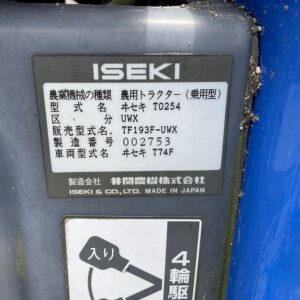 ISEKI
農業機械の種類 農用トラクター(乗用型)
型式名 ヰセキ TO254
区分 UWX
販売型式名 TF193F-UWX
製造番号 002753
車両型式名 ヰセキ T74F
製造会社 井関農機株式会社
ISEKI & CO., LTD. MADE IN JAPAN
入り
4輪駆